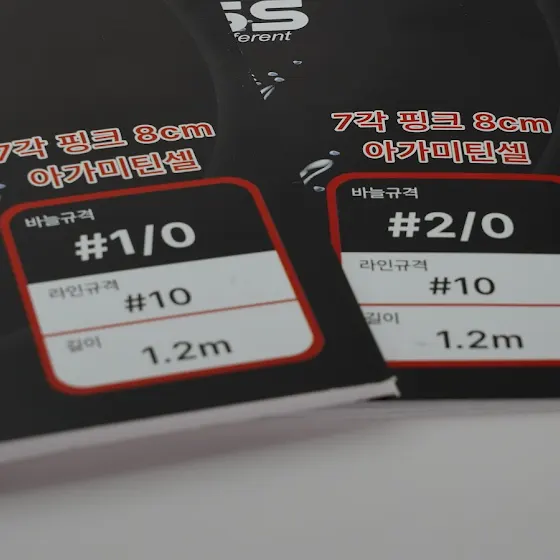 ferent
7각 핑크 8cm
아가미틴셀
바늘규격
#1/0
라인규격
#10
길이
1.2m
7각 핑크 8cm
아가미틴셀
바늘규격
#2/0
라인규격
#10
길이
1.2m